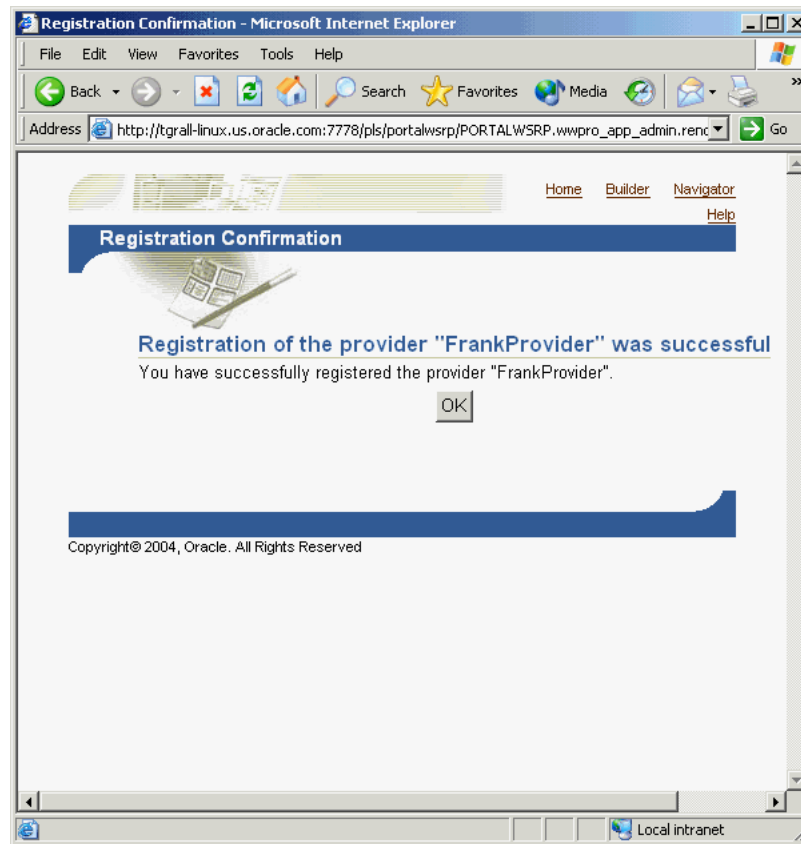 Registration Confirmation - Microsoft Internet Explorer
File Edit View Favorites Tools Help
Back Search Favorites Media »
Address http://tgrall-linux.us.oracle.com:7778/pls/portalwsrp/PORTALWSRP.wwpro_app_admin.renc Go
Home Builder Navigator
Help
Registration Confirmation
Registration of the provider "FrankProvider" was successful
You have successfully registered the provider "FrankProvider".
OK
Copyright© 2004, Oracle. All Rights Reserved
Local intranet